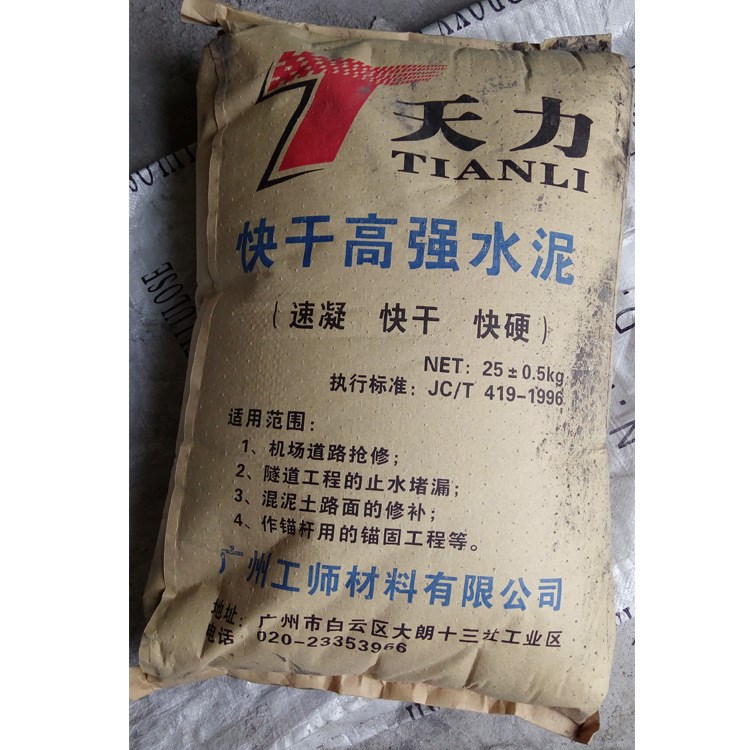 天力
TIANLI
快干高强水泥
（速凝 快干 快硬）
NET：25±0.5kg
执行标准：JC/T 419-1996
适用范围：
1、机场道路抢修；
2、隧道工程的止水堵漏；
3、混泥土路面的修补；
4、作锚杆用的锚固工程等。
广州工师材料有限公司
地址：广州市白云区大朗十三社工业区
电话：020-23353966